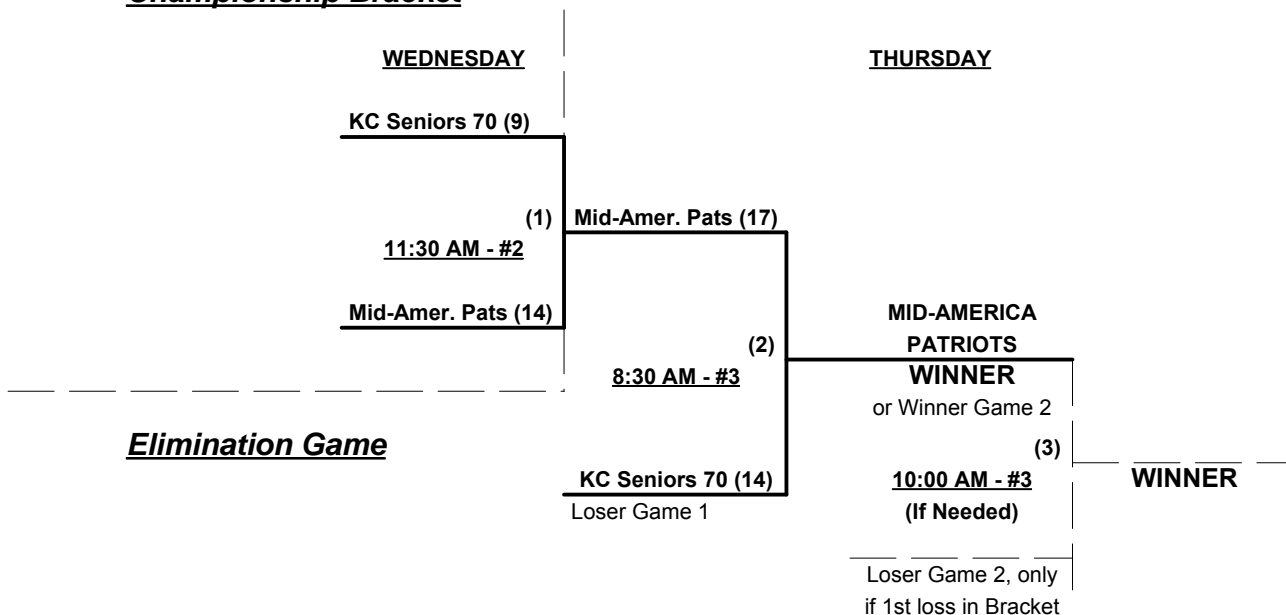 Championship Bracket
WEDNESDAY
THURSDAY
KC Seniors 70 (9)
(1)
Mid-Amer. Pats (17)
11:30 AM - #2
Mid-Amer. Pats (14)
MID-AMERICA
(2)
PATRIOTS
8:30 AM - #3
WINNER
or Winner Game 2
Elimination Game
(3)
KC Seniors 70 (14)
10:00 AM - #3
WINNER
Loser Game 1
(If Needed)
Loser Game 2, only
if 1st loss in Bracket